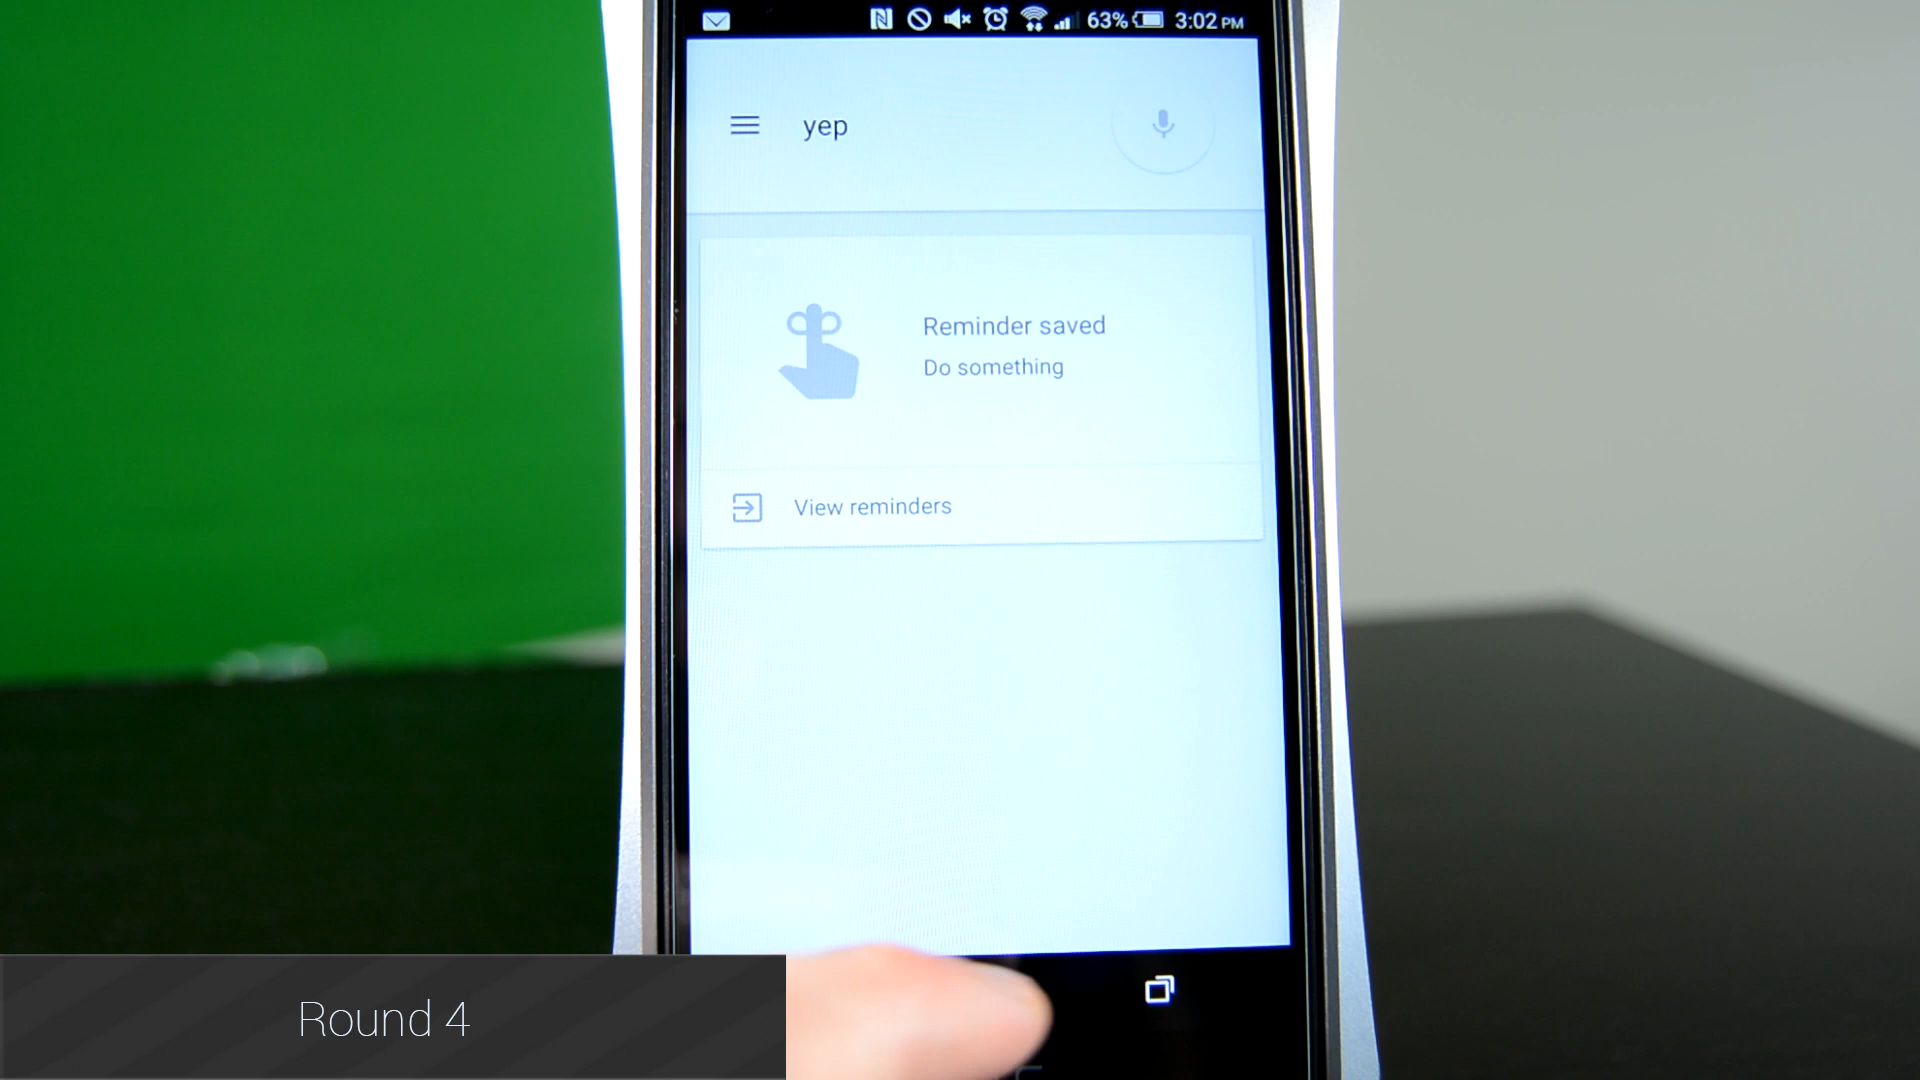 63% 3:02 PM
yep
Reminder saved
Do something
View reminders
Round 4